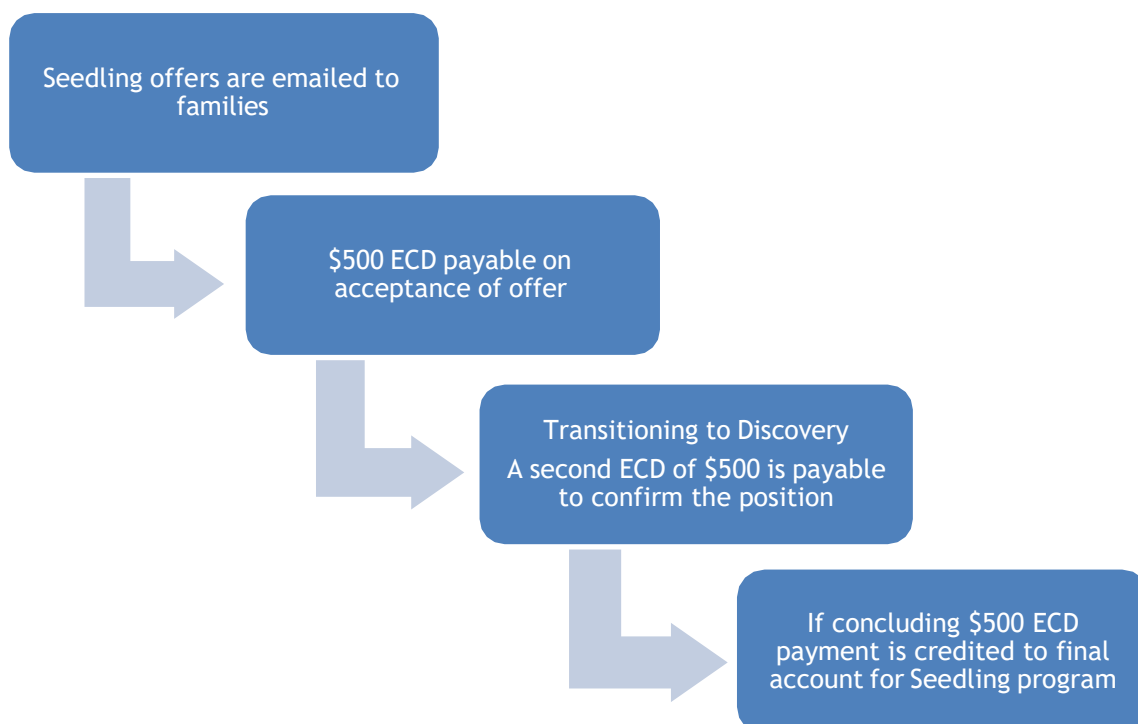 Seedling offers are emailed to
families
$500 ECD payable on
acceptance of offer
Transitioning to Discovery
A second ECD of $500 is payable
to confirm the position
If concluding $500 ECD
payment is credited to final
account for Seedling program